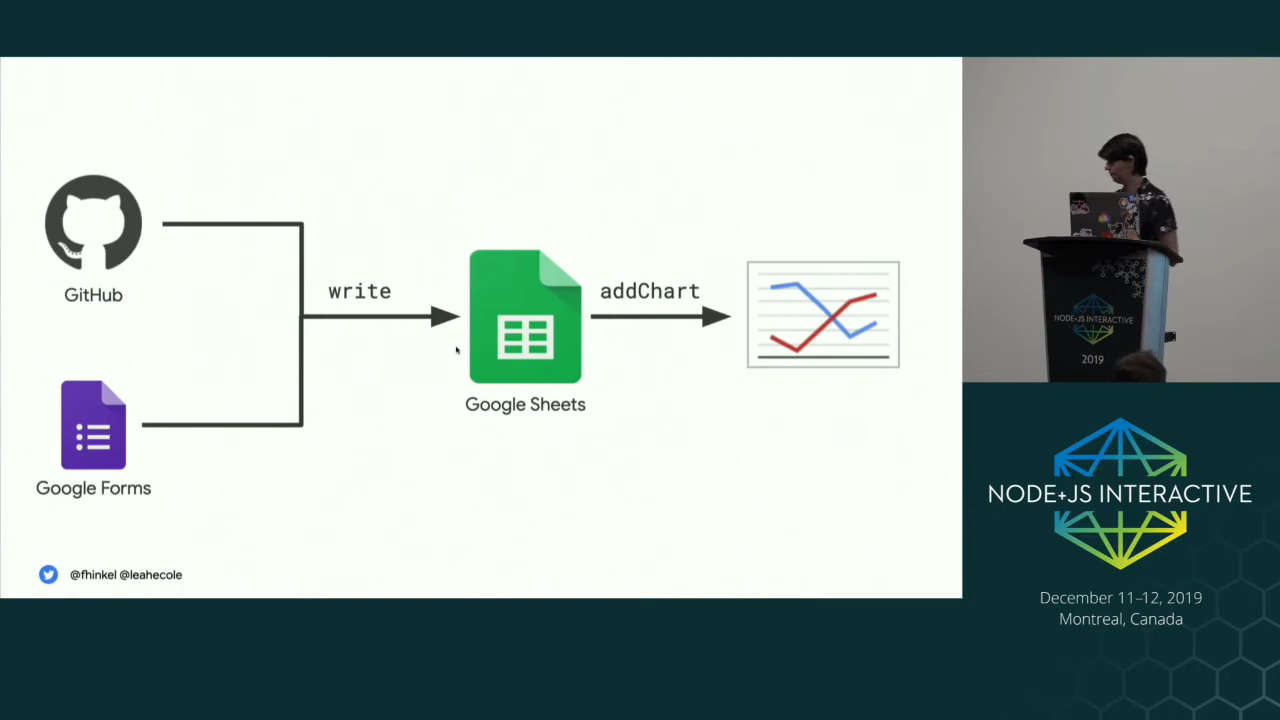 GitHub
write
addChart
Google Sheets
Google Forms
@fhinkel @leahecole
NODE+JS INTERACTIVE
2019
NODE+JS INTERACTIVE
December 11–12, 2019
Montreal, Canada